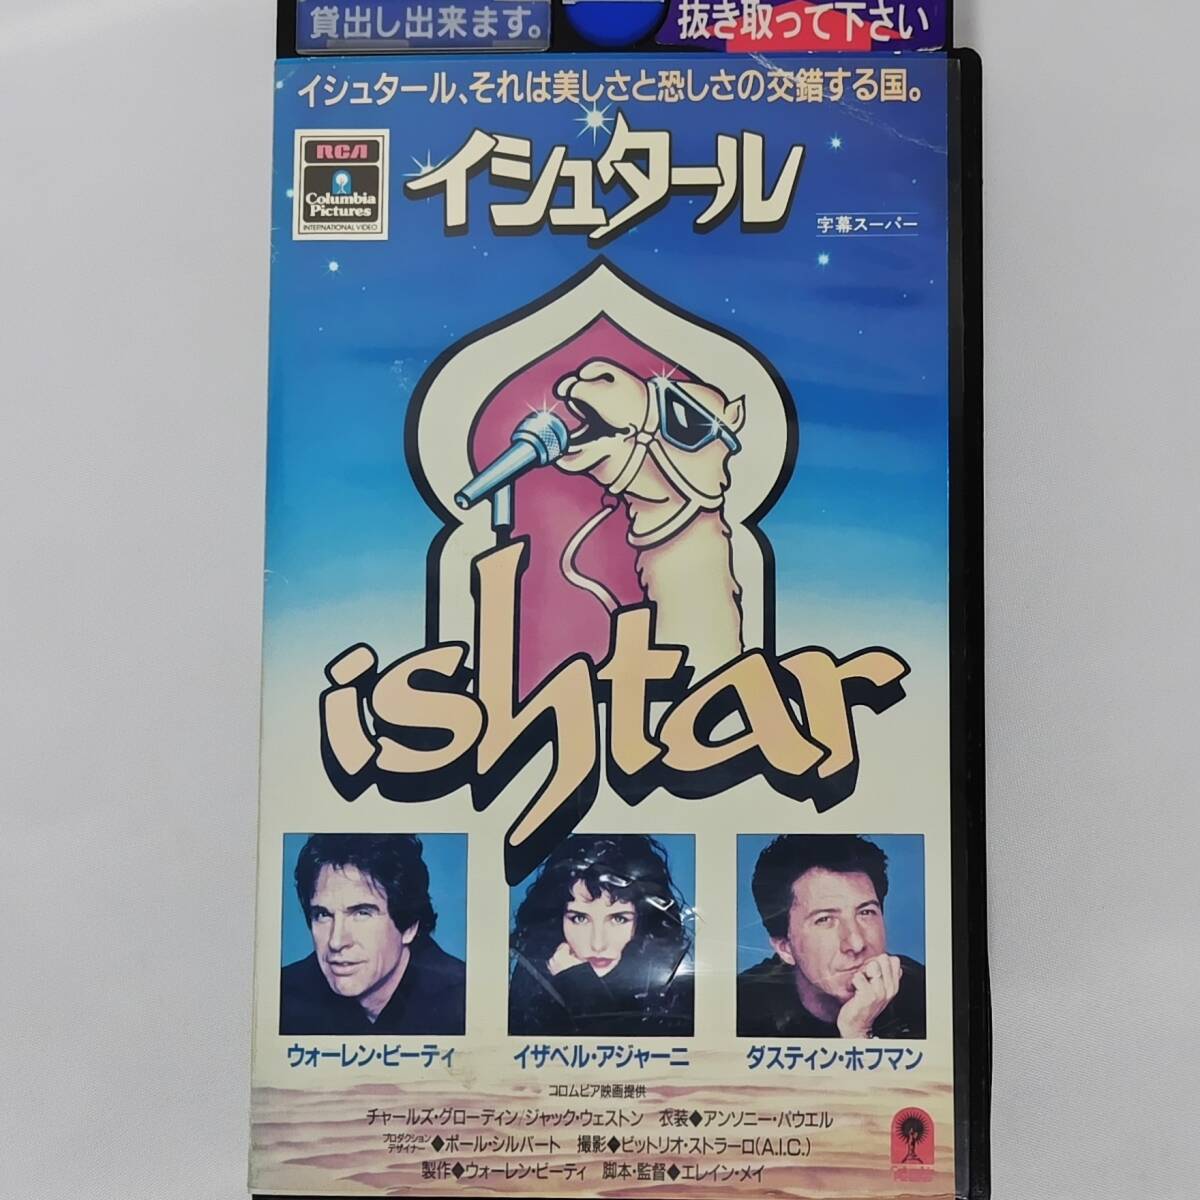 貸出し出来ます。
抜き取って下さい
イシュタール、それは美しさと恐しさの交錯する国。
RCA
Columbia
Pictures
INTERNATIONAL VIDEO
イシュタール
字幕スーパー
ishtar
ウォーレン・ビーティ
イザベル・アジャーニ
ダスティン・ホフマン
コロムビア映画提供
チャールズ・グローディン/ジャック・ウェストン 衣装◆アンソニー・パウエル
プロダクション
デザイナー◆ポール・シルバート 撮影◆ビットリオ・ストラーロ(A.I.C.)
製作◆ウォーレン・ビーティ 脚本・監督◆エレイン・メイ